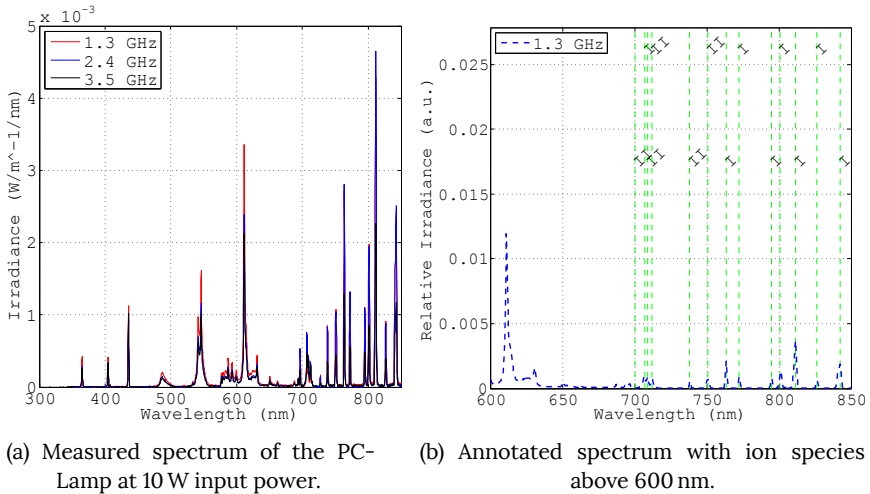 5 x 10^-3
1.3 GHz
2.4 GHz
3.5 GHz
4
3
2
1
0
Irradiance (W/m^-1/nm)
300 400 500 600 700 800
Wavelength (nm)
(a) Measured spectrum of the PC-
Lamp at 10 W input power.
1.3 GHz
0.025
0.02
0.015
0.01
0.005
0
Relative Irradiance (a.u.)
I I I I I I I I I
I I I I I I I I I I
600 650 700 750 800 850
Wavelength (nm)
(b) Annotated spectrum with ion species
above 600 nm.